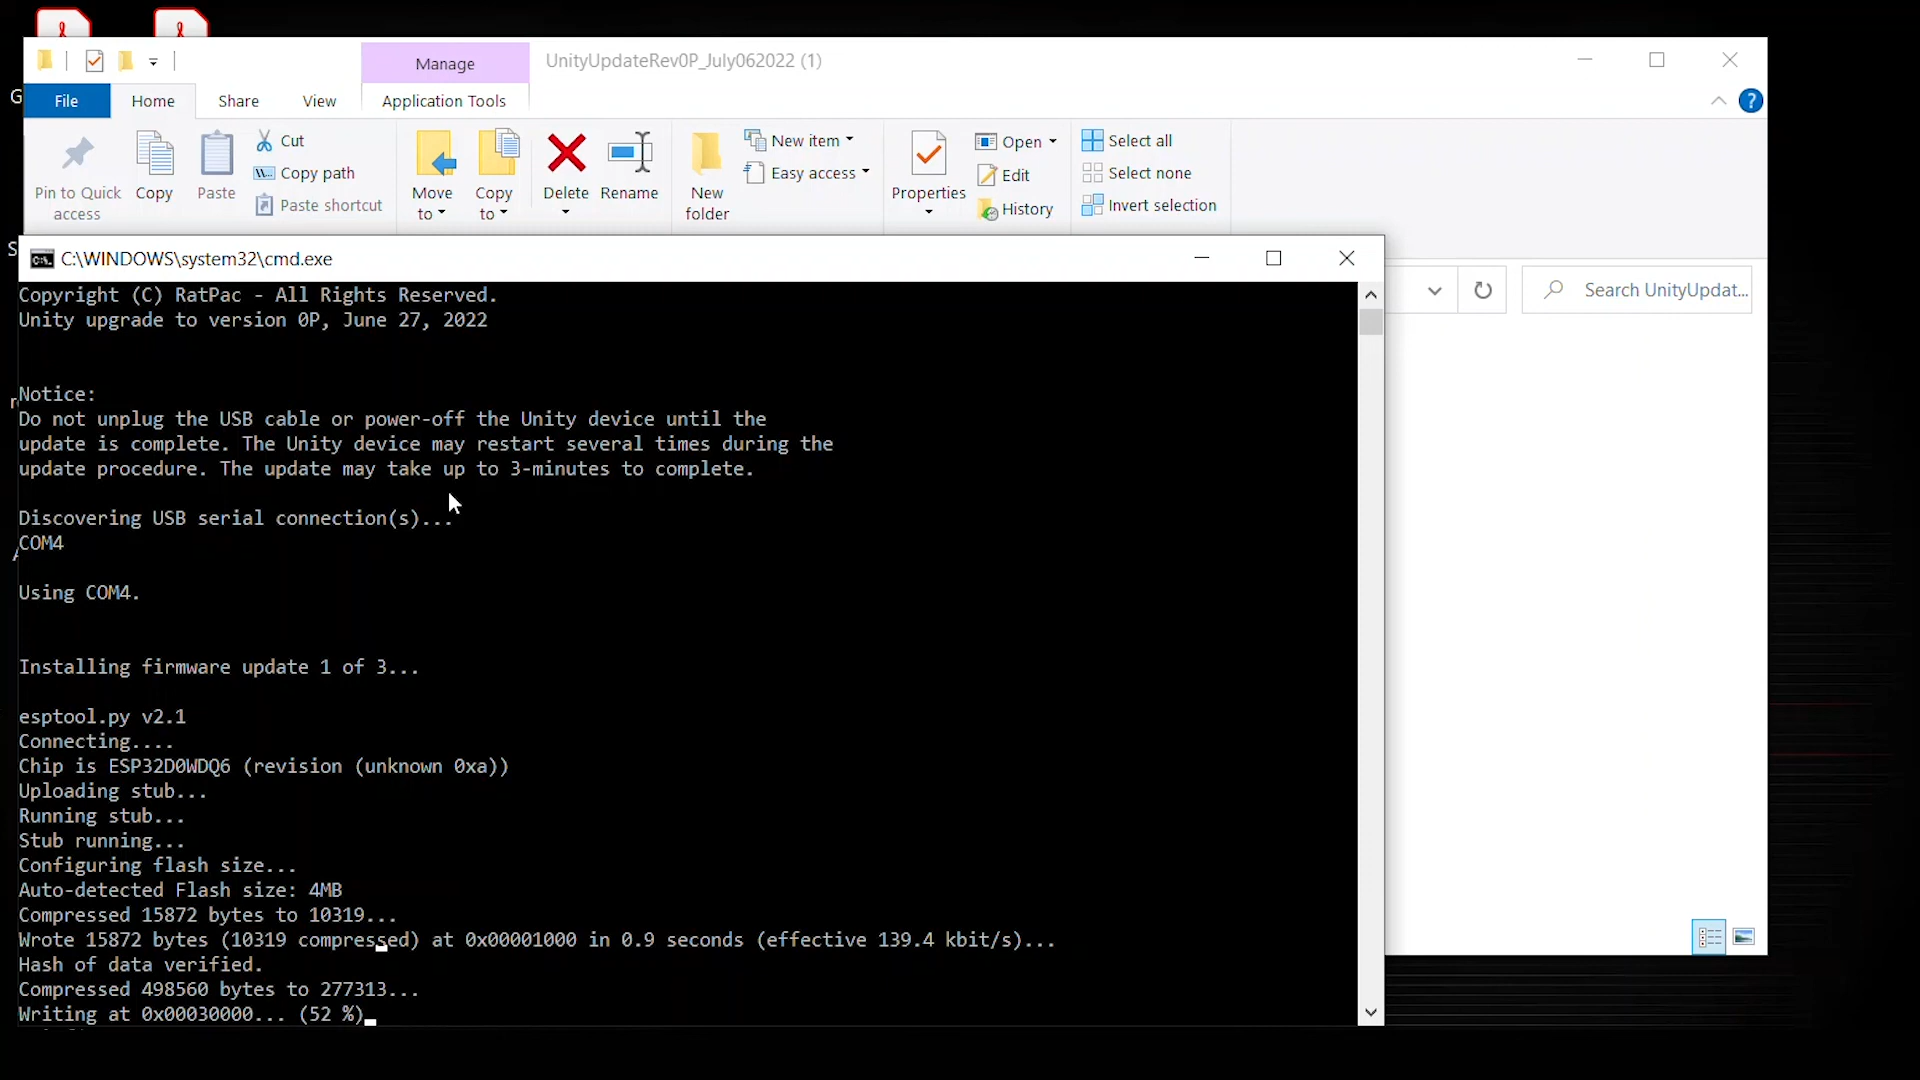 Manage
UnityUpdateRev0P_July062022 (1)
File
Home
Share
View
Application Tools
Pin to Quick access
Copy
Paste
Cut
Copy path
Paste shortcut
Move to
Copy to
Delete
Rename
New folder
New item
Easy access
Properties
Open
Edit
History
Select all
Select none
Invert selection
C:\WINDOWS\system32\cmd.exe
Search UnityUpdat...
Copyright (C) RatPac - All Rights Reserved.
Unity upgrade to version 0P, June 27, 2022
Notice:
Do not unplug the USB cable or power-off the Unity device until the
update is complete. The Unity device may restart several times during the
update procedure. The update may take up to 3-minutes to complete.
Discovering USB serial connection(s)...
COM4
Using COM4.
Installing firmware update 1 of 3...
esptool.py v2.1
Connecting....
Chip is ESP32D0WDQ6 (revision (unknown 0xa))
Uploading stub...
Running stub...
Stub running...
Configuring flash size...
Auto-detected Flash size: 4MB
Compressed 15872 bytes to 10319...
Wrote 15872 bytes (10319 compressed) at 0x00001000 in 0.9 seconds (effective 139.4 kbit/s)...
Hash of data verified.
Compressed 498560 bytes to 277313...
Writing at 0x00030000... (52 %)